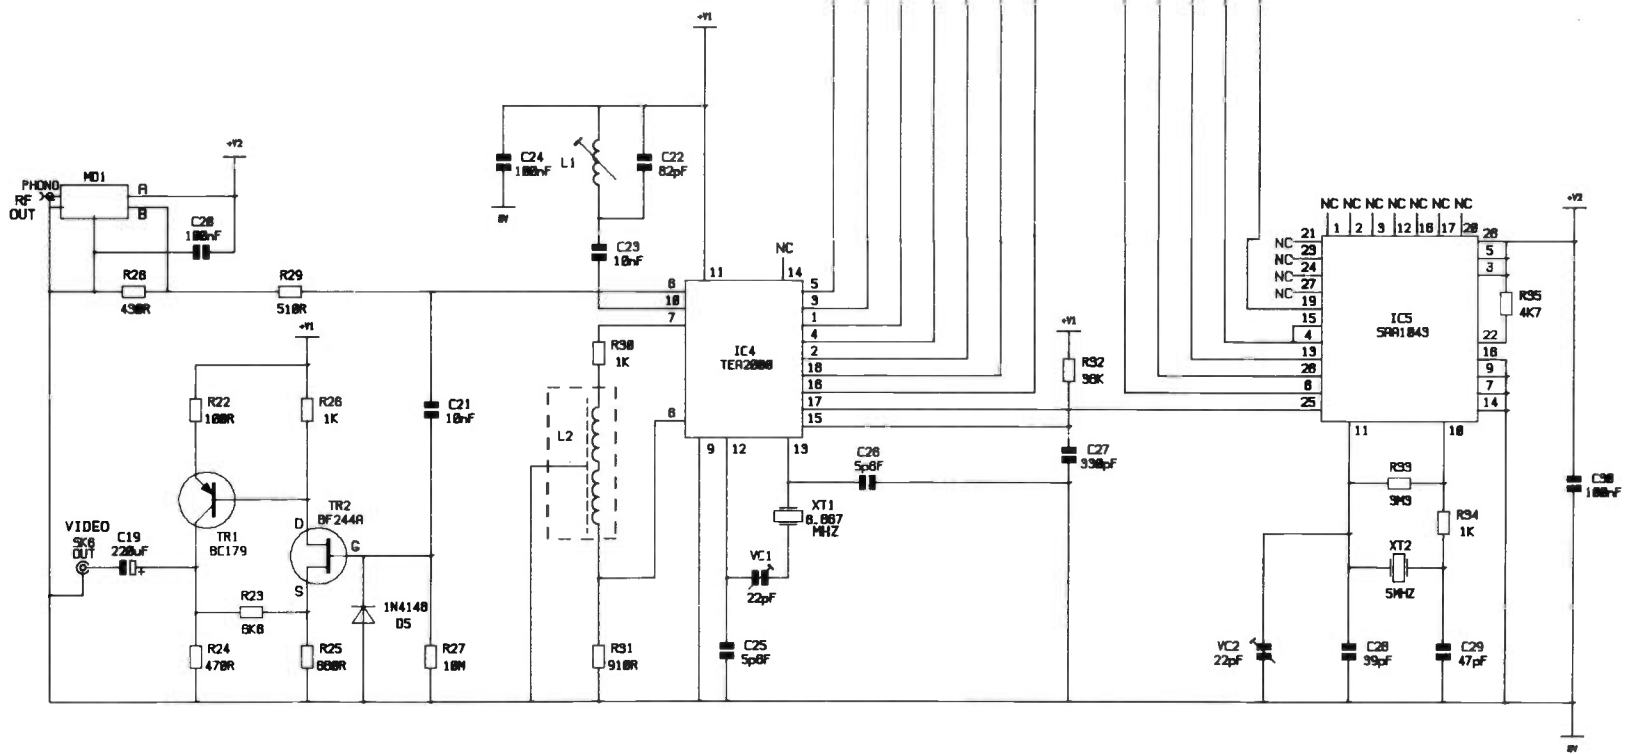 +V1
+V2
PHONO
RF
OUT
MD1
A
B
C20
100nF
R28
430R
R29
510R
C24
100nF
0V
L1
C22
82pF
C23
10nF
NC
11
14
6
10
7
8
5
3
1
4
2
18
16
17
15
IC4
TEA2000
9
12
13
+V1
R22
100R
R26
1K
C21
10nF
R30
1K
L2
TR1
BC179
TR2
BF244A
D
G
S
VIDEO
SK6
OUT
C19
220uF
+
R23
6K8
R24
470R
R25
680R
1N4148
D5
R27
10M
R31
910R
C25
5p6F
VC1
22pF
XT1
8.867
MHZ
C26
5p6F
+V1
R32
C27
330pF
NC NC NC NC NC NC NC
1 2 3 12 16 17 20
NC 21
NC 23
NC 24
NC 27
19
15
4
13
26
6
25
IC5
SAA1043
28
5
3
22
18
9
7
14
11
10
+V2
R35
4K7
R33
3M3
R34
1K
XT2
5MHZ
VC2
22pF
C28
39pF
C29
47pF
C30
100nF
0V